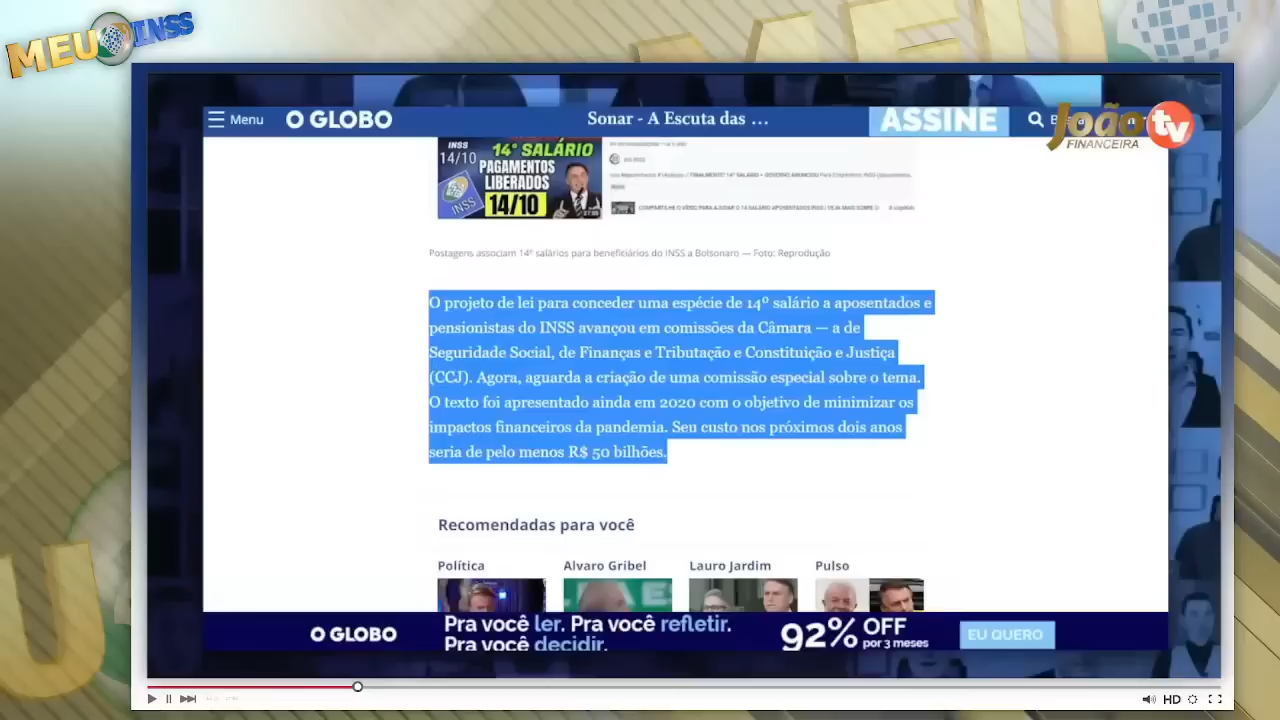 MEU INSS
Menu
O GLOBO
Sonar - A Escuta das ...
ASSINE
João tv
FINANCEIRA
INSS
14/10
14º SALÁRIO
PAGAMENTOS
LIBERADOS
14/10
Postagens associam 14º salários para beneficiários do INSS a Bolsonaro — Foto: Reprodução
O projeto de lei para conceder uma espécie de 14º salário a aposentados e
pensionistas do INSS avançou em comissões da Câmara — a de
Seguridade Social, de Finanças e Tributação e Constituição e Justiça
(CCJ). Agora, aguarda a criação de uma comissão especial sobre o tema.
O texto foi apresentado ainda em 2020 com o objetivo de minimizar os
impactos financeiros da pandemia. Seu custo nos próximos dois anos
seria de pelo menos R$ 50 bilhões.
Recomendadas para você
Política
Alvaro Gribel
Lauro Jardim
Pulso
O GLOBO
Pra você ler. Pra você refletir.
Pra você decidir.
92% OFF
por 3 meses
EU QUERO
HD